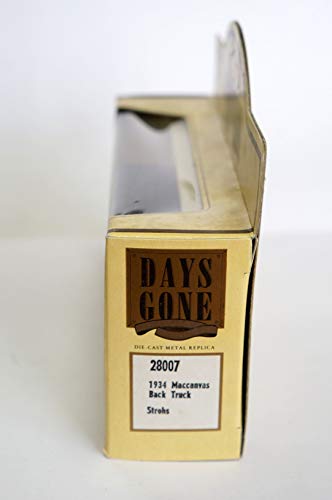 DAYS
GONE
DIE-CAST METAL REPLICA
28007
1934 Maccanvas
Back Truck
Strohs